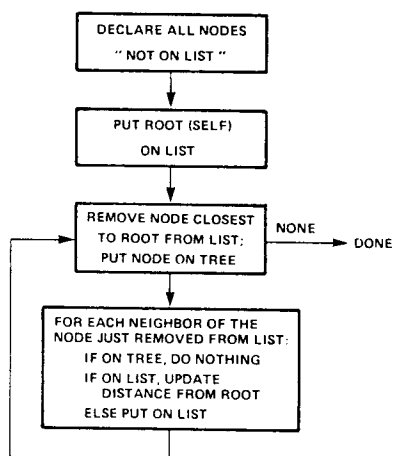 DECLARE ALL NODES
"NOT ON LIST"
PUT ROOT (SELF)
ON LIST
REMOVE NODE CLOSEST
TO ROOT FROM LIST;
PUT NODE ON TREE
NONE
DONE
FOR EACH NEIGHBOR OF THE
NODE JUST REMOVED FROM LIST:
IF ON TREE, DO NOTHING
IF ON LIST, UPDATE
DISTANCE FROM ROOT
ELSE PUT ON LIST